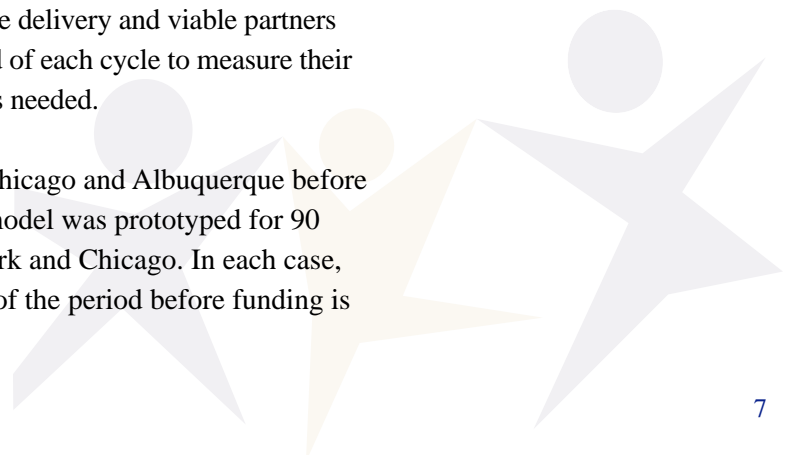 e delivery and viable partners
of each cycle to measure their
s needed.
hicago and Albuquerque before
odel was prototyped for 90
rk and Chicago. In each case,
of the period before funding is
7